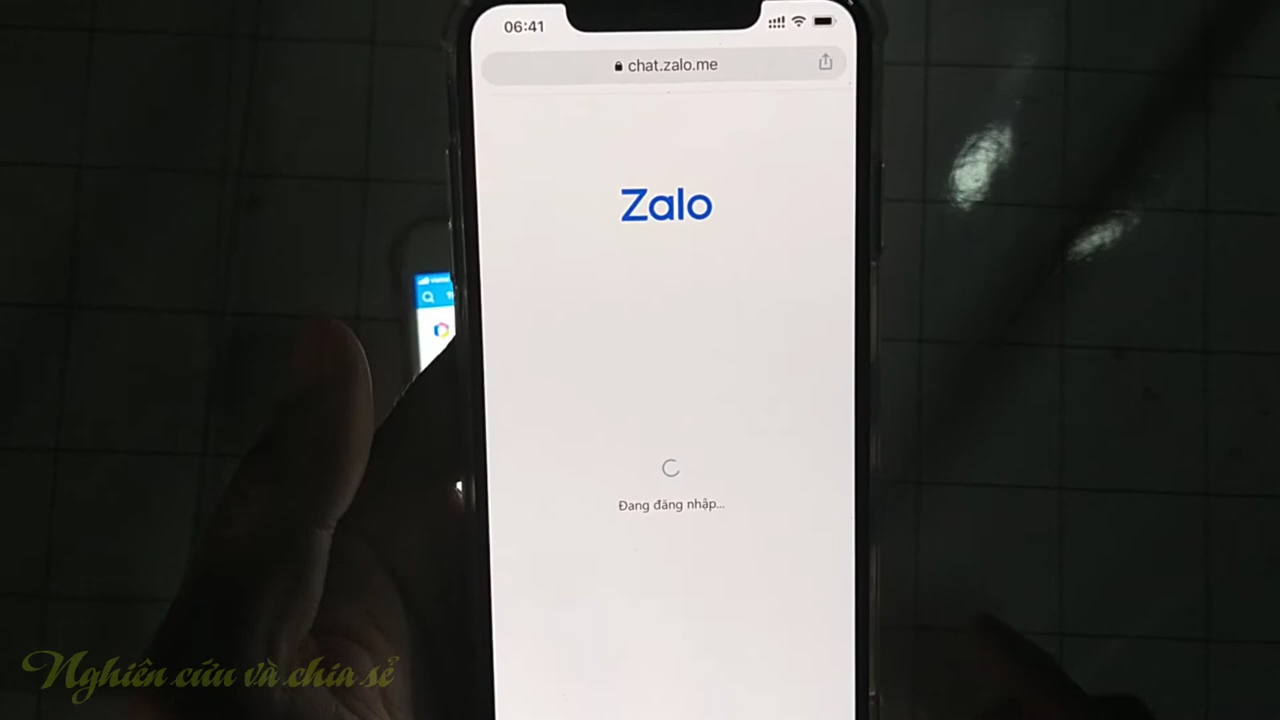 06:41
chat.zalo.me
Zalo
Đang đăng nhập...
Nghiên cứu và chia sẻ